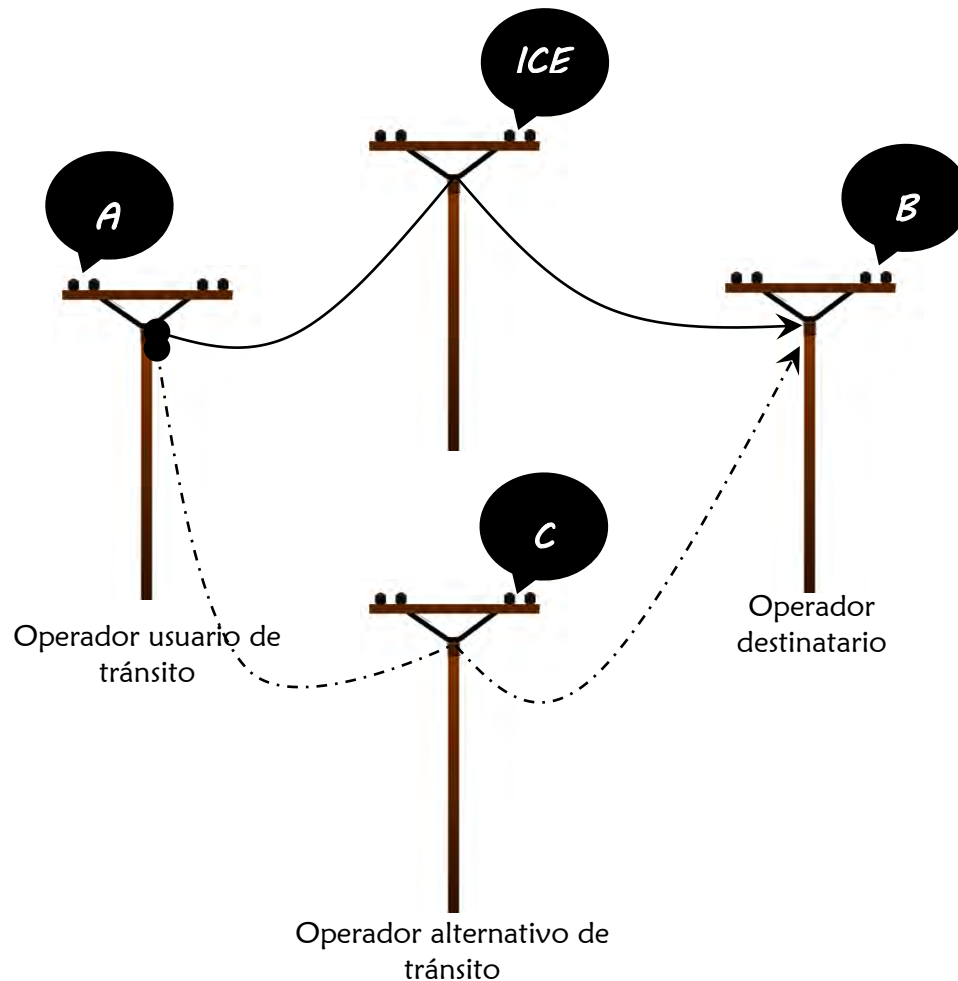 ICE
A
B
C
Operador usuario de
tránsito
Operador
destinatario
Operador alternativo de
tránsito